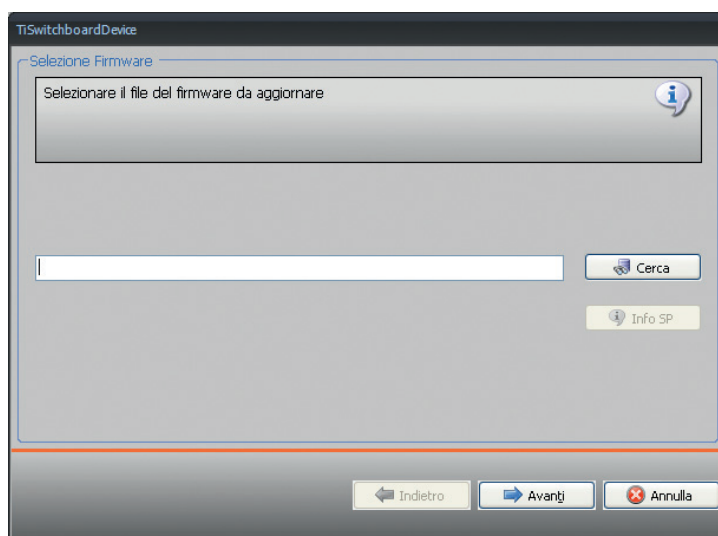 TiSwitchboardDevice
Selezione Firmware
Selezionare il file del firmware da aggiornare
Cerca
Info SP
Indietro
Avanti
Annulla